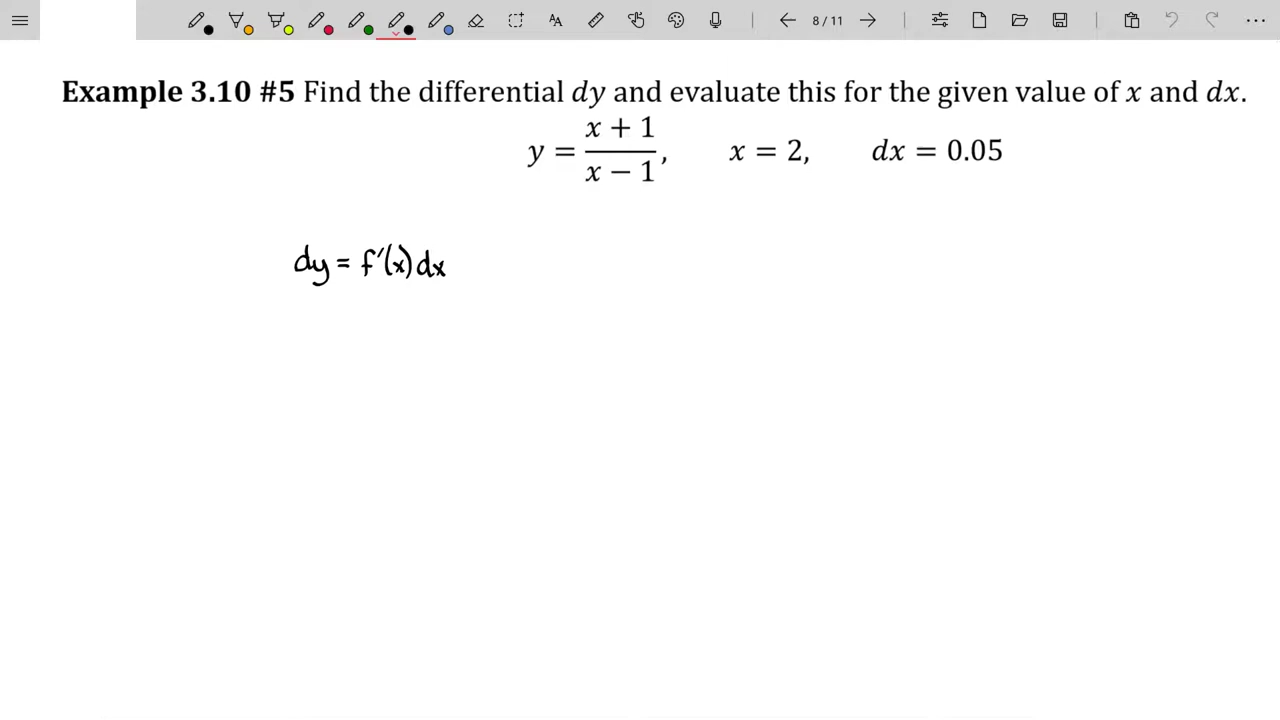 8 / 11
Example 3.10 #5 Find the differential dy and evaluate this for the given value of x and dx.
y = (x + 1)/(x − 1), x = 2, dx = 0.05
dy = f′(x) dx